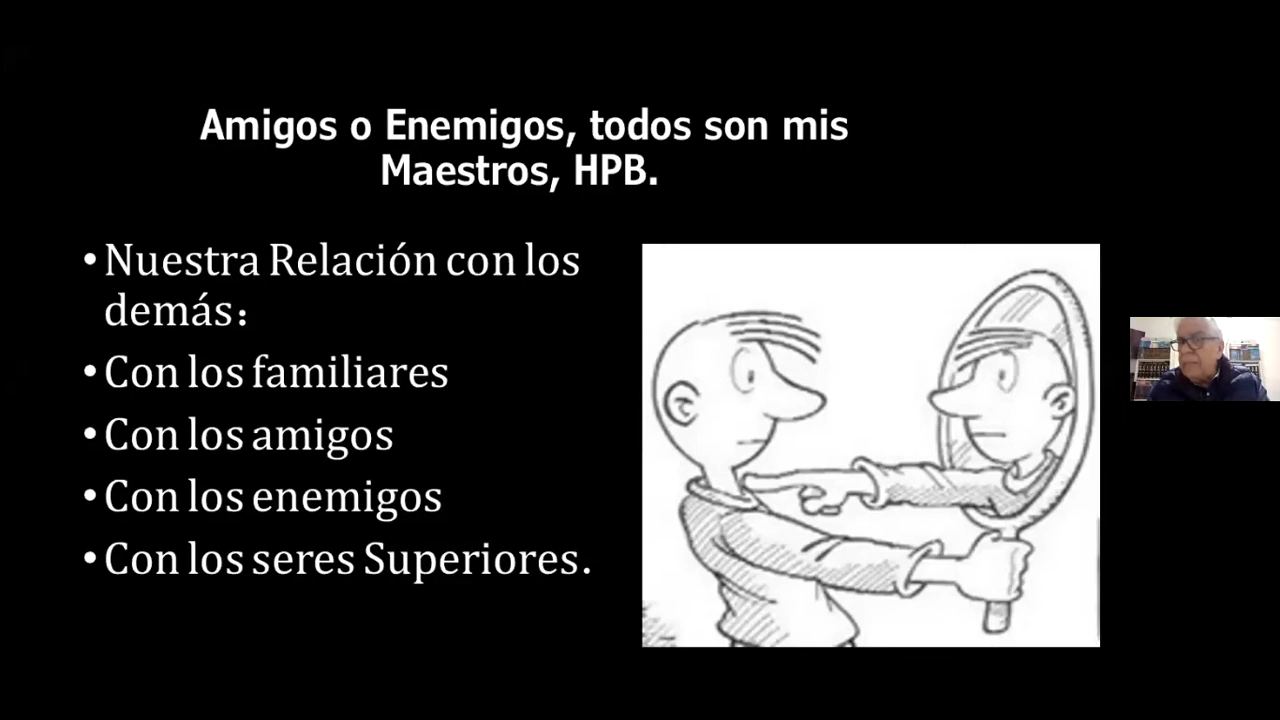 Amigos o Enemigos, todos son mis
Maestros, HPB.
•Nuestra Relación con los
demás:
•Con los familiares
•Con los amigos
•Con los enemigos
•Con los seres Superiores.